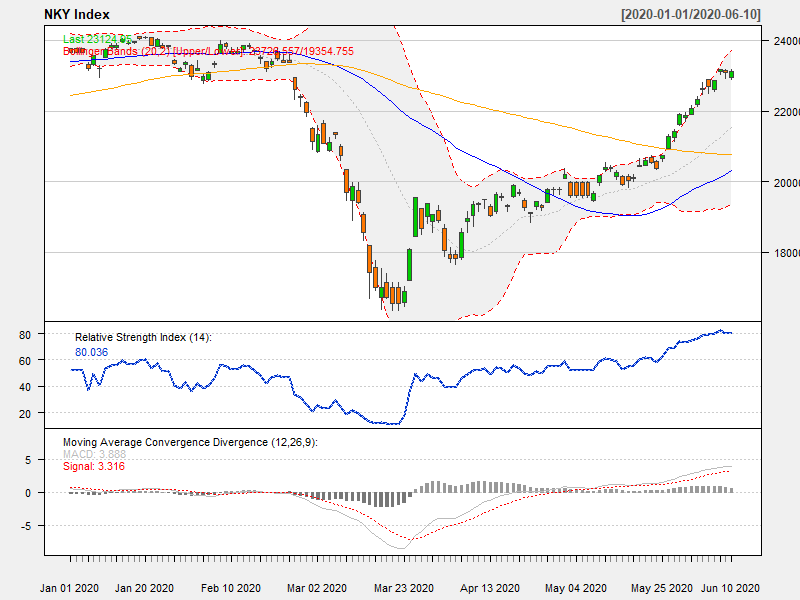 NKY Index [2020-01-01/2020-06-10]
Last 23124.95
Bollinger Bands (20,2) [Upper/Lower]: 23728.557/19354.755
24000
22000
20000
18000
Relative Strength Index (14):
80.036
80
60
40
20
Moving Average Convergence Divergence (12,26,9):
MACD: 3.888
Signal: 3.316
5
0
-5
Jan 01 2020 Jan 20 2020 Feb 10 2020 Mar 02 2020 Mar 23 2020 Apr 13 2020 May 04 2020 May 25 2020 Jun 10 2020